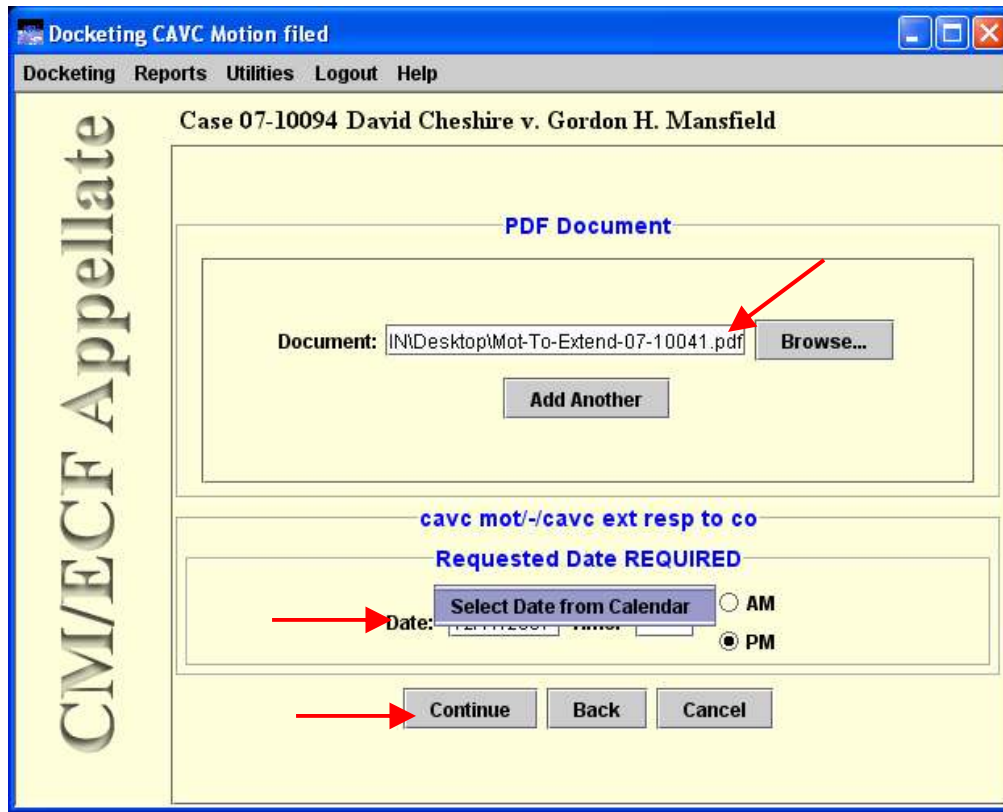 Docketing CAVC Motion filed
Docketing Reports Utilities Logout Help
CM/ECF Appellate
Case 07-10094 David Cheshire v. Gordon H. Mansfield
PDF Document
Document: IN\Desktop\Mot-To-Extend-07-10041.pdf Browse...
Add Another
cavc mot/-/cavc ext resp to co
Requested Date REQUIRED
Select Date from Calendar AM
Date:
PM
Continue Back Cancel